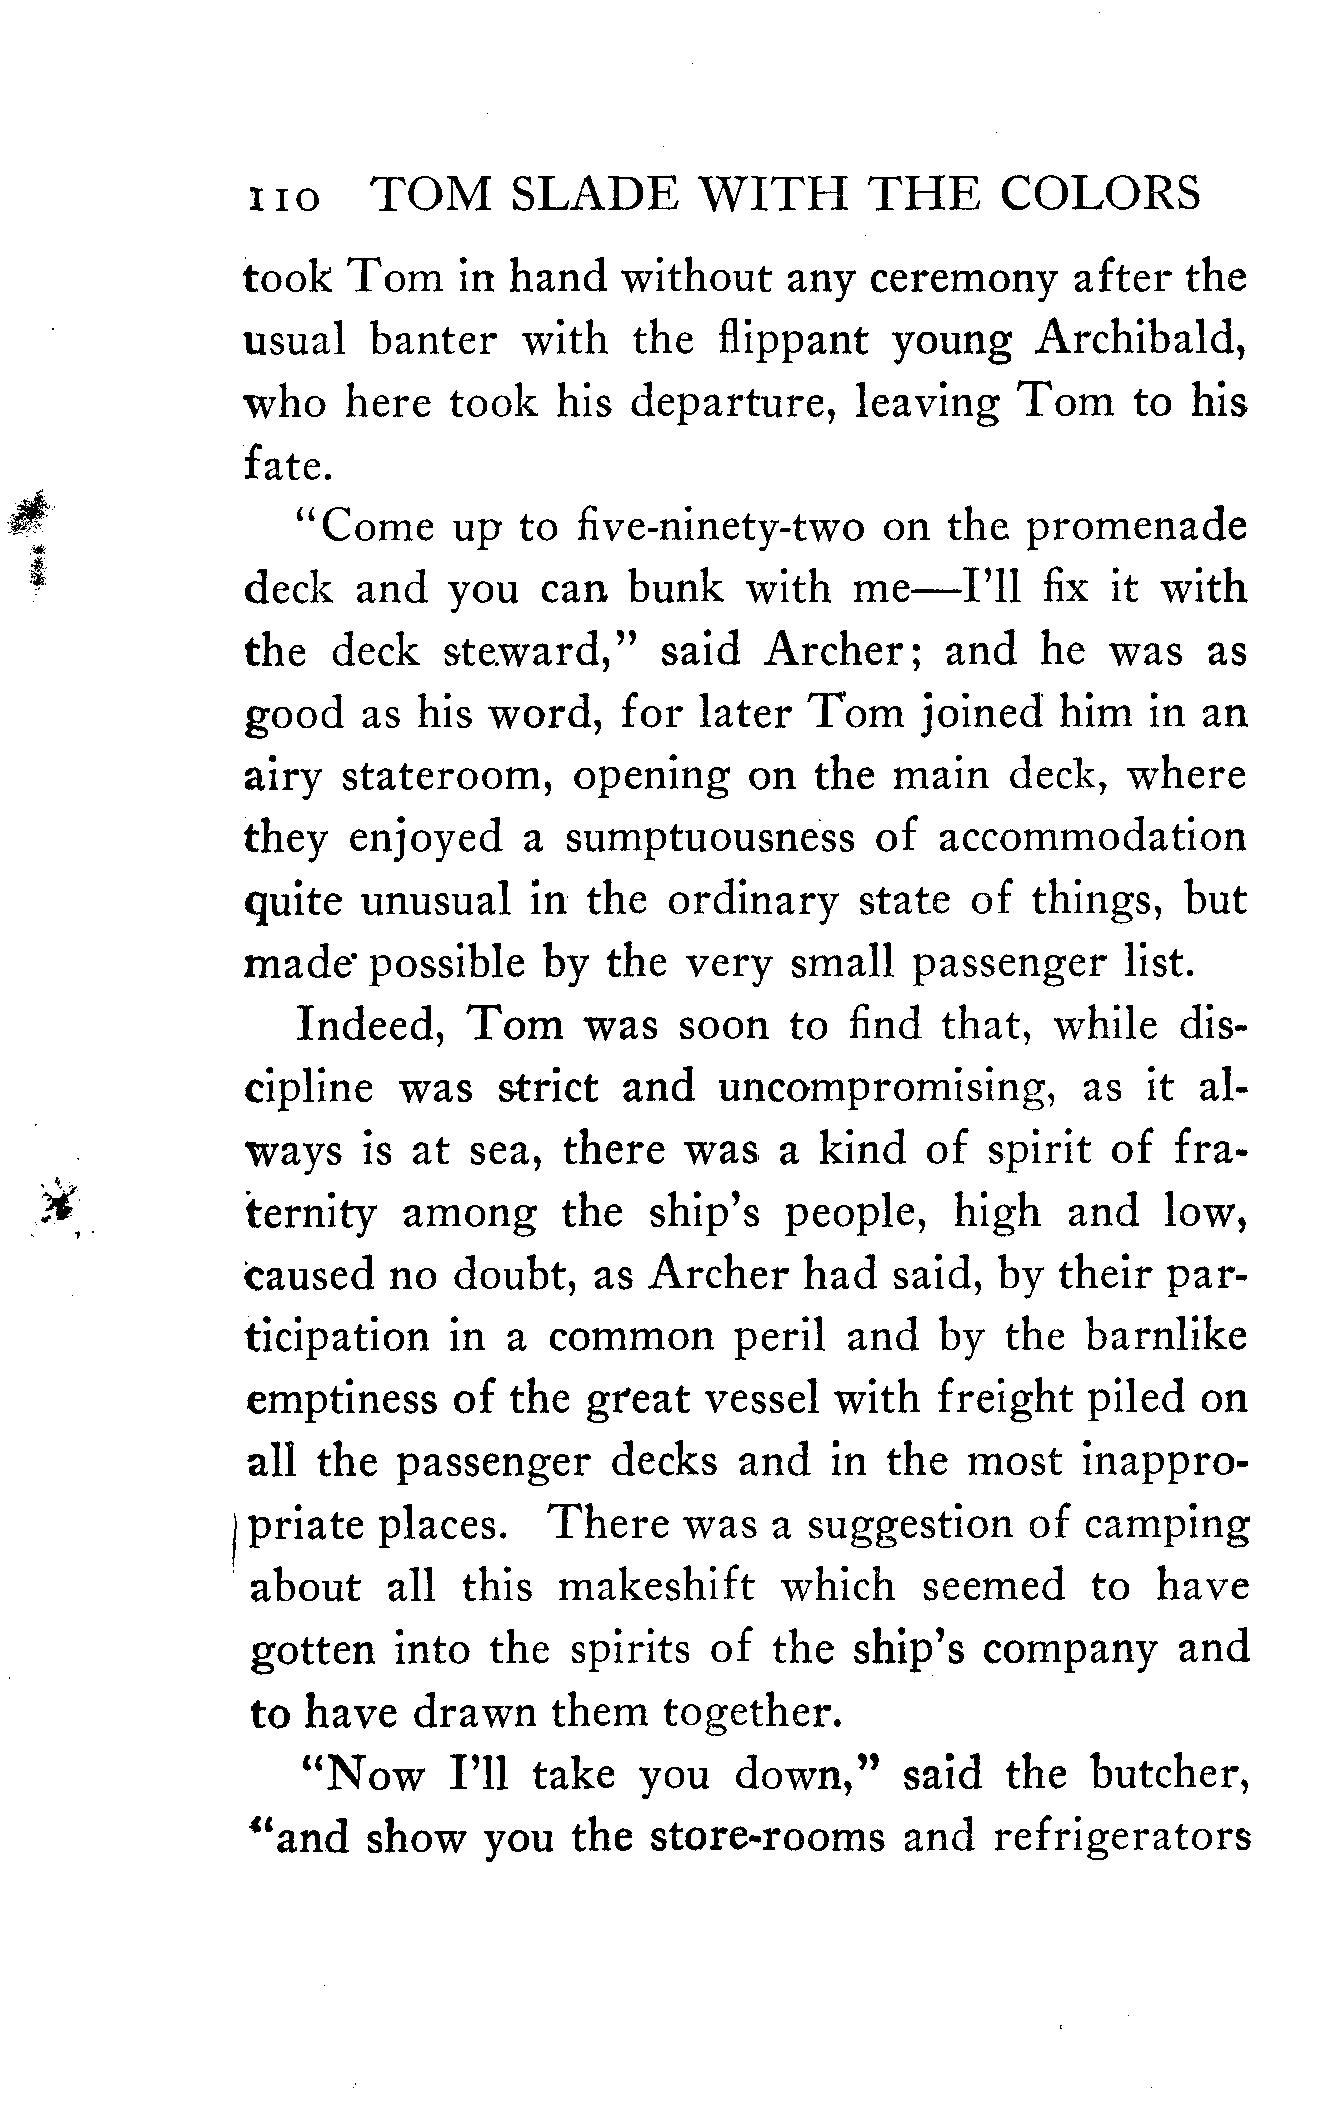 110 TOM SLADE WITH THE COLORS
took Tom in hand without any ceremony after the
usual banter with the flippant young Archibald,
who here took his departure, leaving Tom to his
fate.
"Come up to five-ninety-two on the promenade
deck and you can bunk with me—I'll fix it with
the deck steward," said Archer; and he was as
good as his word, for later Tom joined him in an
airy stateroom, opening on the main deck, where
they enjoyed a sumptuousness of accommodation
quite unusual in the ordinary state of things, but
made possible by the very small passenger list.
Indeed, Tom was soon to find that, while dis-
cipline was strict and uncompromising, as it al-
ways is at sea, there was a kind of spirit of fra-
ternity among the ship's people, high and low,
caused no doubt, as Archer had said, by their par-
ticipation in a common peril and by the barnlike
emptiness of the great vessel with freight piled on
all the passenger decks and in the most inappro-
priate places. There was a suggestion of camping
about all this makeshift which seemed to have
gotten into the spirits of the ship's company and
to have drawn them together.
"Now I'll take you down," said the butcher,
"and show you the store-rooms and refrigerators